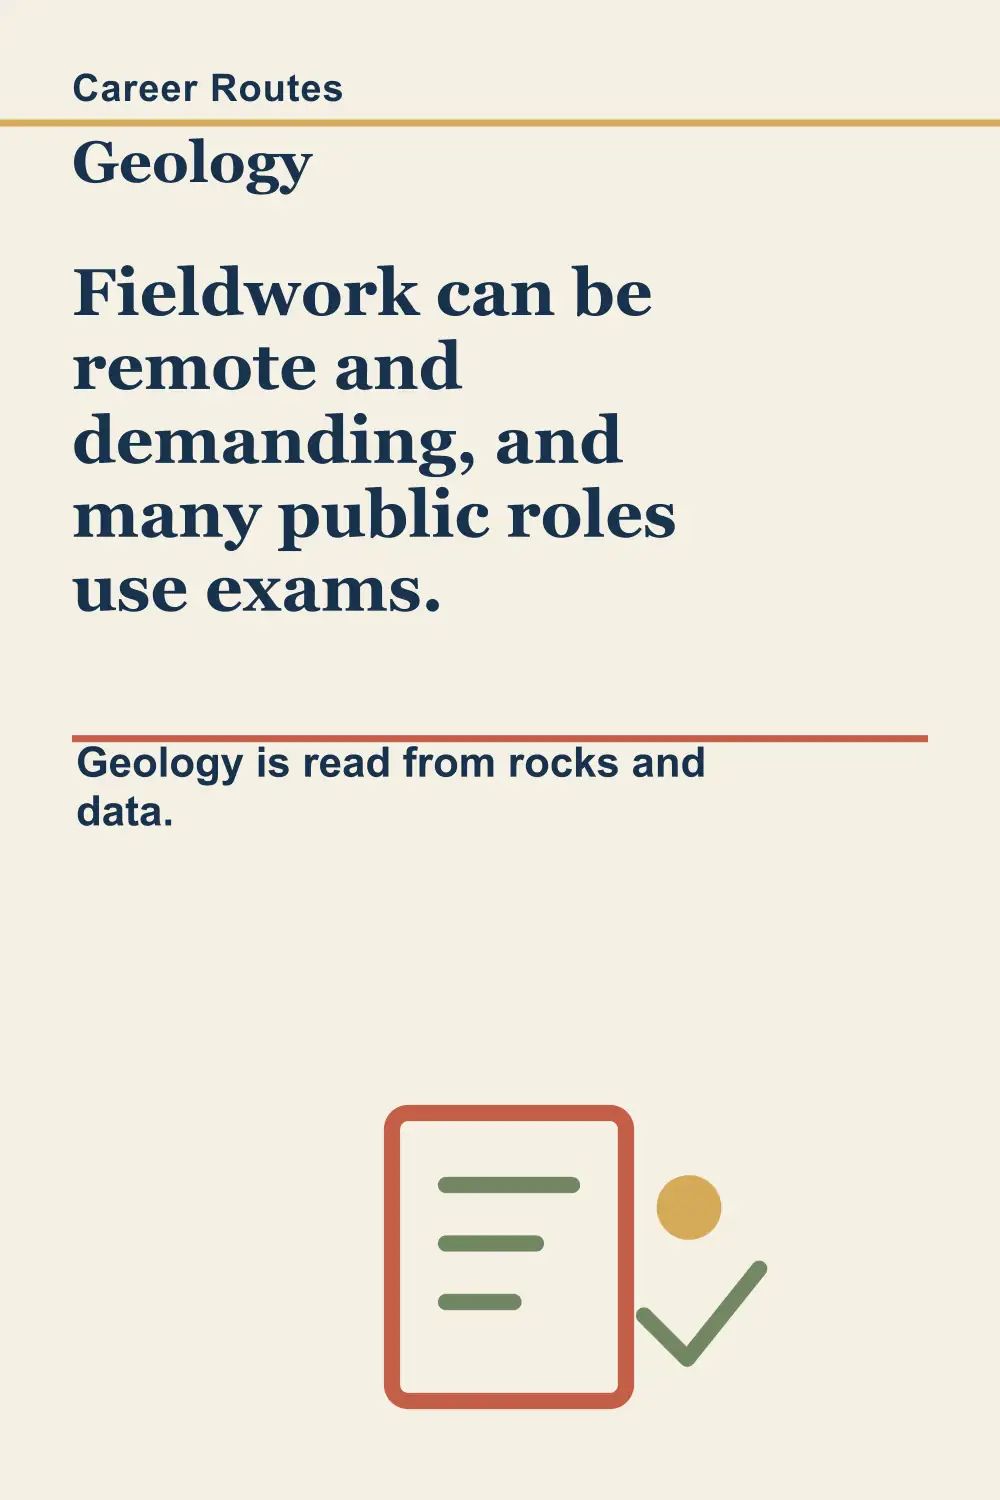 Career Routes
Geology
Fieldwork can be
remote and
demanding, and
many public roles
use exams.
Geology is read from rocks and
data.